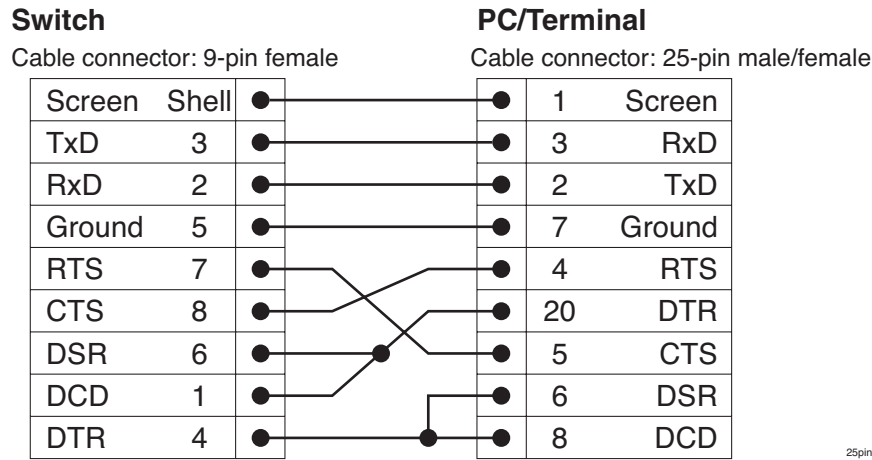 Switch PC/Terminal
Cable connector: 9-pin female Cable connector: 25-pin male/female
Screen Shell 1 Screen
TxD 3 3 RxD
RxD 2 2 TxD
Ground 5 7 Ground
RTS 7 4 RTS
CTS 8 20 DTR
DSR 6 5 CTS
DCD 1 6 DSR
DTR 4 8 DCD
25pin